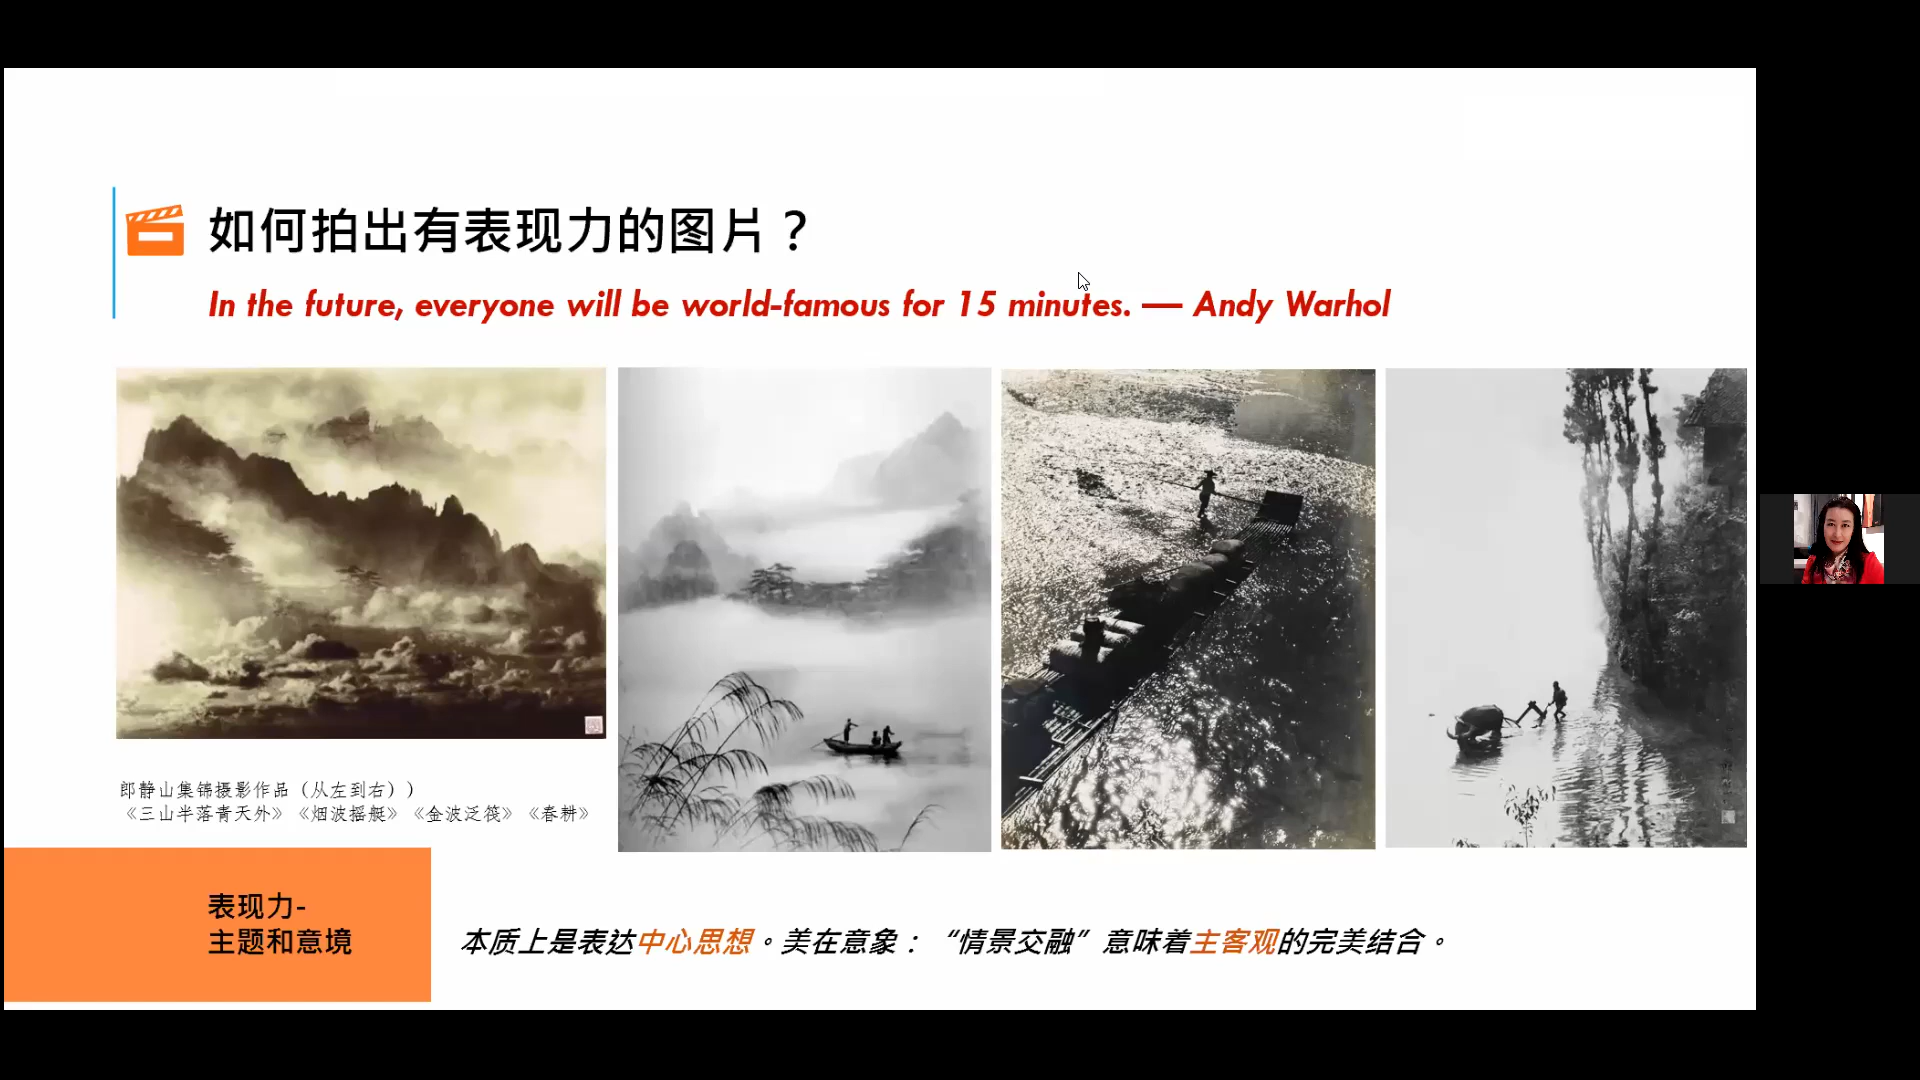 如何拍出有表现力的图片？
In the future, everyone will be world-famous for 15 minutes. — Andy Warhol
郎静山集锦摄影作品（从左到右））
《三山半落青天外》《烟波摇艇》《金波泛筏》《春耕》
表现力-
主题和意境
本质上是表达中心思想。美在意象：“情景交融”意味着主客观的完美结合。